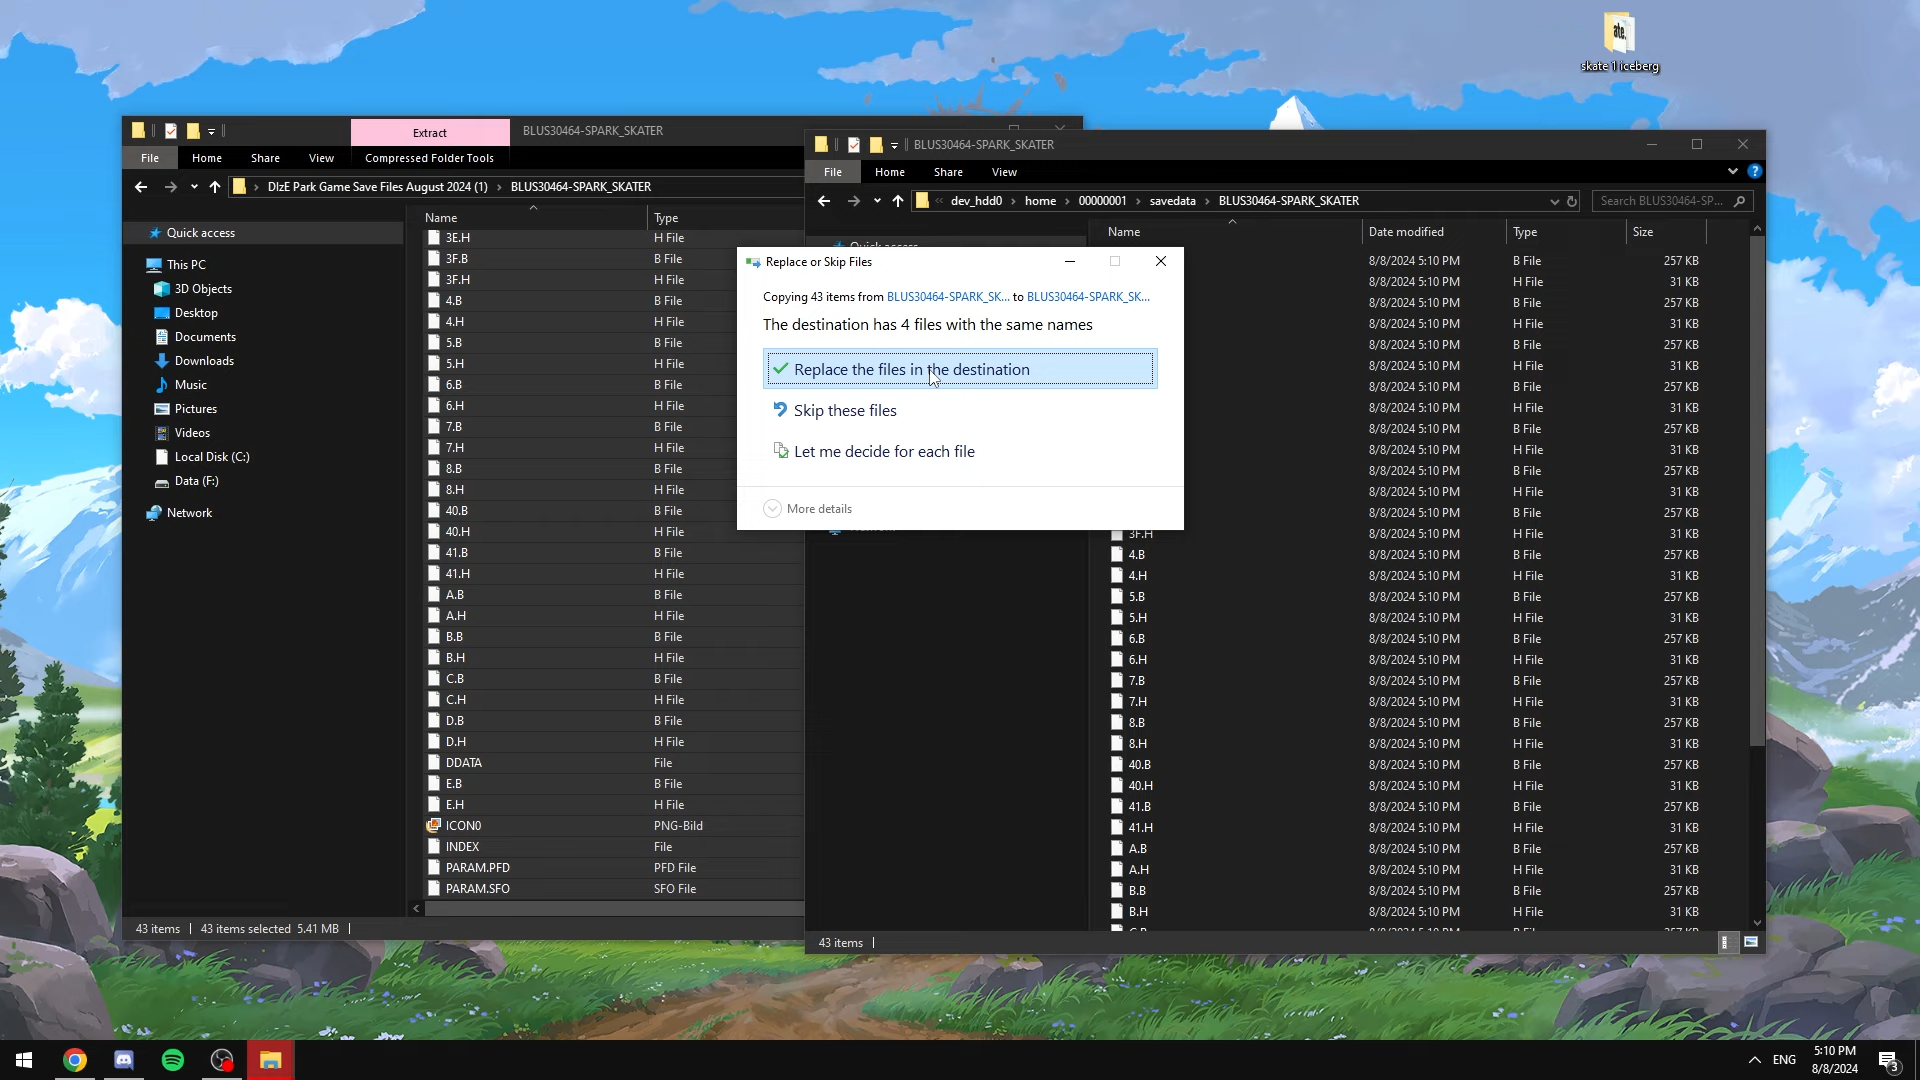 ate.
skate 1 iceberg
Extract
BLUS30464-SPARK_SKATER
File
Home
Share
View
Compressed Folder Tools
DIzE Park Game Save Files August 2024 (1) › BLUS30464-SPARK_SKATER
Name
Type
Quick access
This PC
3D Objects
Desktop
Documents
Downloads
Music
Pictures
Videos
Local Disk (C:)
Data (F:)
Network
3E.H H File
3F.B B File
3F.H H File
4.B B File
4.H H File
5.B B File
5.H H File
6.B B File
6.H H File
7.B B File
7.H H File
8.B B File
8.H H File
40.B B File
40.H H File
41.B B File
41.H H File
A.B B File
A.H H File
B.B B File
B.H H File
C.B B File
C.H H File
D.B B File
D.H H File
DDATA File
E.B B File
E.H H File
ICON0 PNG-Bild
INDEX File
PARAM.PFD PFD File
PARAM.SFO SFO File
43 items 43 items selected 5.41 MB
BLUS30464-SPARK_SKATER
File
Home
Share
View
dev_hdd0 › home › 00000001 › savedata › BLUS30464-SPARK_SKATER
Search BLUS30464-SP...
Name Date modified Type Size
8/8/2024 5:10 PM B File 257 KB
8/8/2024 5:10 PM H File 31 KB
8/8/2024 5:10 PM B File 257 KB
8/8/2024 5:10 PM H File 31 KB
8/8/2024 5:10 PM B File 257 KB
8/8/2024 5:10 PM H File 31 KB
8/8/2024 5:10 PM B File 257 KB
8/8/2024 5:10 PM H File 31 KB
8/8/2024 5:10 PM B File 257 KB
8/8/2024 5:10 PM H File 31 KB
8/8/2024 5:10 PM B File 257 KB
8/8/2024 5:10 PM H File 31 KB
8/8/2024 5:10 PM B File 257 KB
3F.H 8/8/2024 5:10 PM H File 31 KB
4.B 8/8/2024 5:10 PM B File 257 KB
4.H 8/8/2024 5:10 PM H File 31 KB
5.B 8/8/2024 5:10 PM B File 257 KB
5.H 8/8/2024 5:10 PM H File 31 KB
6.B 8/8/2024 5:10 PM B File 257 KB
6.H 8/8/2024 5:10 PM H File 31 KB
7.B 8/8/2024 5:10 PM B File 257 KB
7.H 8/8/2024 5:10 PM H File 31 KB
8.B 8/8/2024 5:10 PM B File 257 KB
8.H 8/8/2024 5:10 PM H File 31 KB
40.B 8/8/2024 5:10 PM B File 257 KB
40.H 8/8/2024 5:10 PM H File 31 KB
41.B 8/8/2024 5:10 PM B File 257 KB
41.H 8/8/2024 5:10 PM H File 31 KB
A.B 8/8/2024 5:10 PM B File 257 KB
A.H 8/8/2024 5:10 PM H File 31 KB
B.B 8/8/2024 5:10 PM B File 257 KB
B.H 8/8/2024 5:10 PM H File 31 KB
43 items
Replace or Skip Files
Copying 43 items from BLUS30464-SPARK_SK... to BLUS30464-SPARK_SK...
The destination has 4 files with the same names
Replace the files in the destination
Skip these files
Let me decide for each file
More details
ENG
5:10 PM
8/8/2024
3